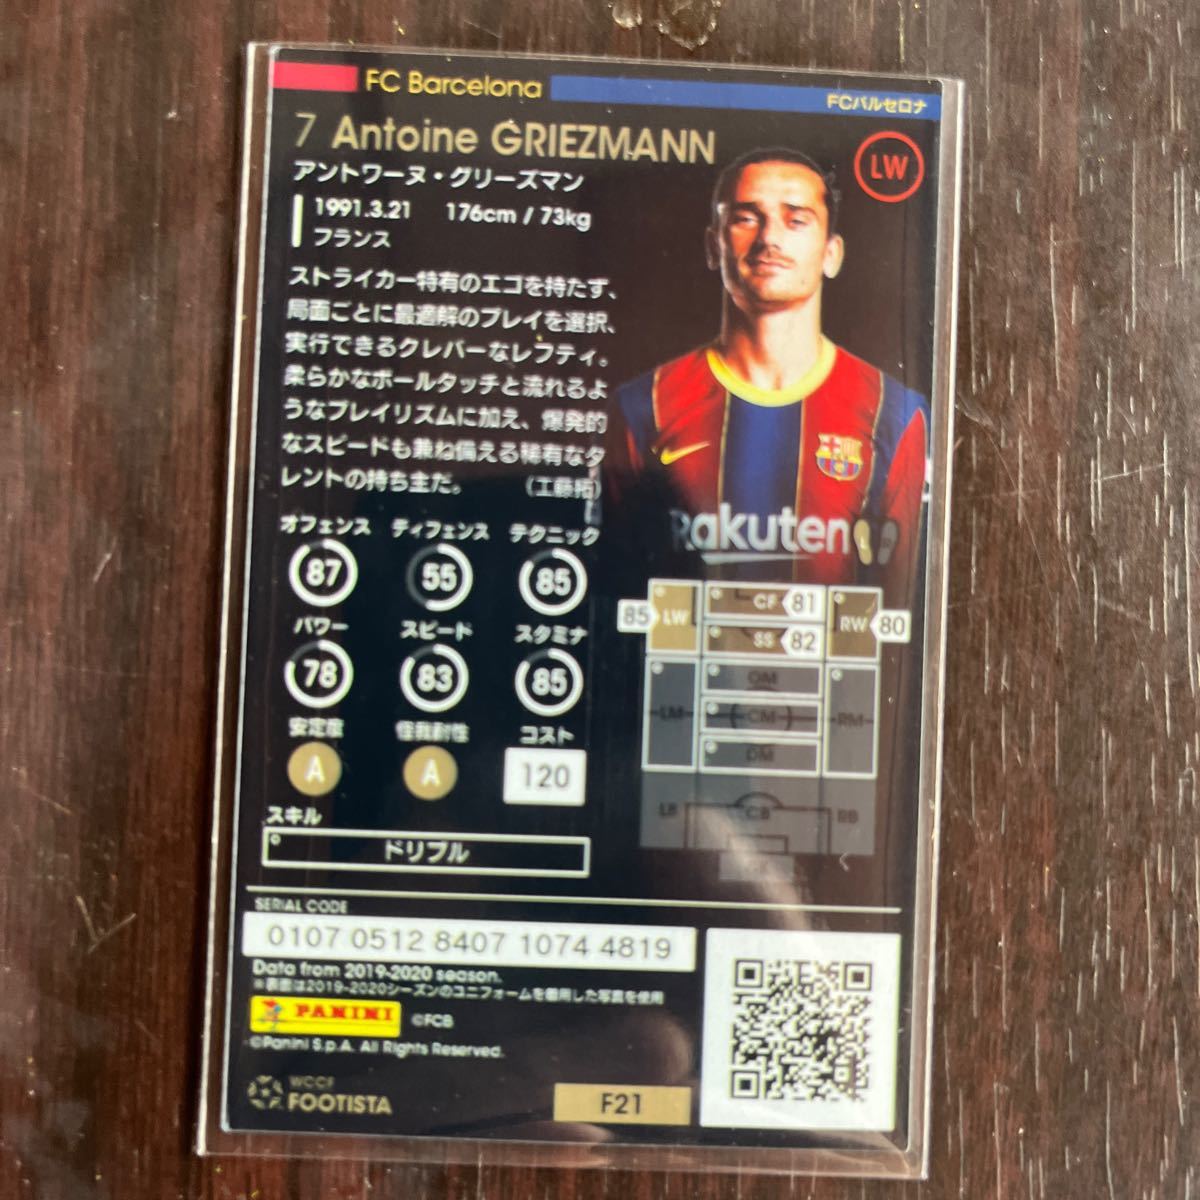 FC Barcelona
FCバルセロナ
7 Antoine GRIEZMANN
LW
アントワーヌ・グリーズマン
1991.3.21 176cm / 73kg
フランス
ストライカー特有のエゴを持たず、
局面ごとに最適解のプレイを選択、
実行できるクレバーなレフティ。
柔らかなボールタッチと流れるよ
うなプレイリズムに加え、爆発的
なスピードも兼ね備える稀有なタ
レントの持ち主だ。 (工藤拓)
Rakuten
オフェンス ディフェンス テクニック
87 55 85
パワー スピード スタミナ
78 83 85
安定度 怪我耐性 コスト
A A 120
85 LW CF 81 RW 80
SS 82
OM
LM CM RM
DM
LB CB RB
スキル
ドリブル
SERIAL CODE
0107 0512 8407 1074 4819
Data from 2019-2020 season.
※表面は2019-2020シーズンのユニフォームを着用した写真を使用
PANINI ©FCB
©Panini S.p.A. All Rights Reserved.
WCCF
FOOTISTA
F21